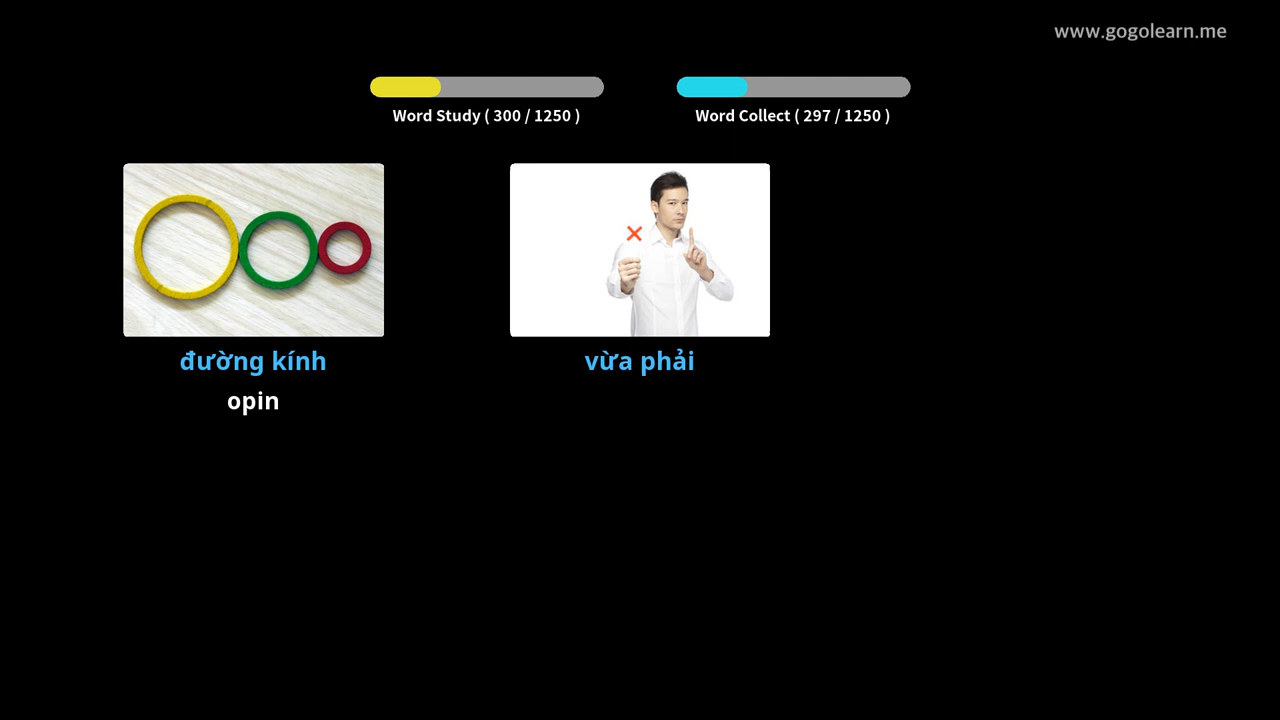 www.gogolearn.me
Word Study ( 300 / 1250 )
Word Collect ( 297 / 1250 )
đường kính
opin
vừa phải